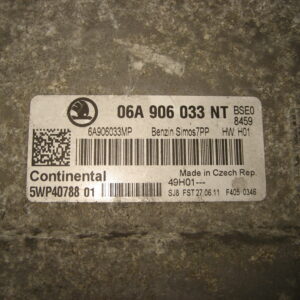 06A 906 033 NT BSE0
8459
6A906033MP Benzin Simos7PP HW H01
Continental Made in Czech Rep.
49H01---
5WP40788 01 SJ8 FST 27.06.11 F405 0346